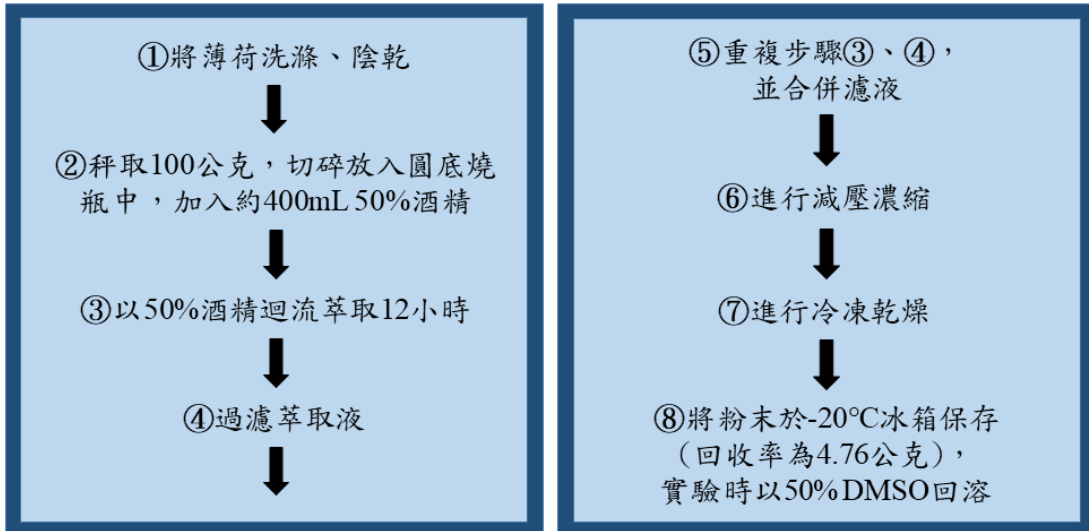 ①將薄荷洗滌、陰乾
②秤取100公克，切碎放入圓底燒
瓶中，加入約400mL 50%酒精
③以50%酒精迴流萃取12小時
④過濾萃取液
⑤重複步驟③、④，
並合併濾液
⑥進行減壓濃縮
⑦進行冷凍乾燥
⑧將粉末於-20℃冰箱保存
（回收率為4.76公克），
實驗時以50%DMSO回溶